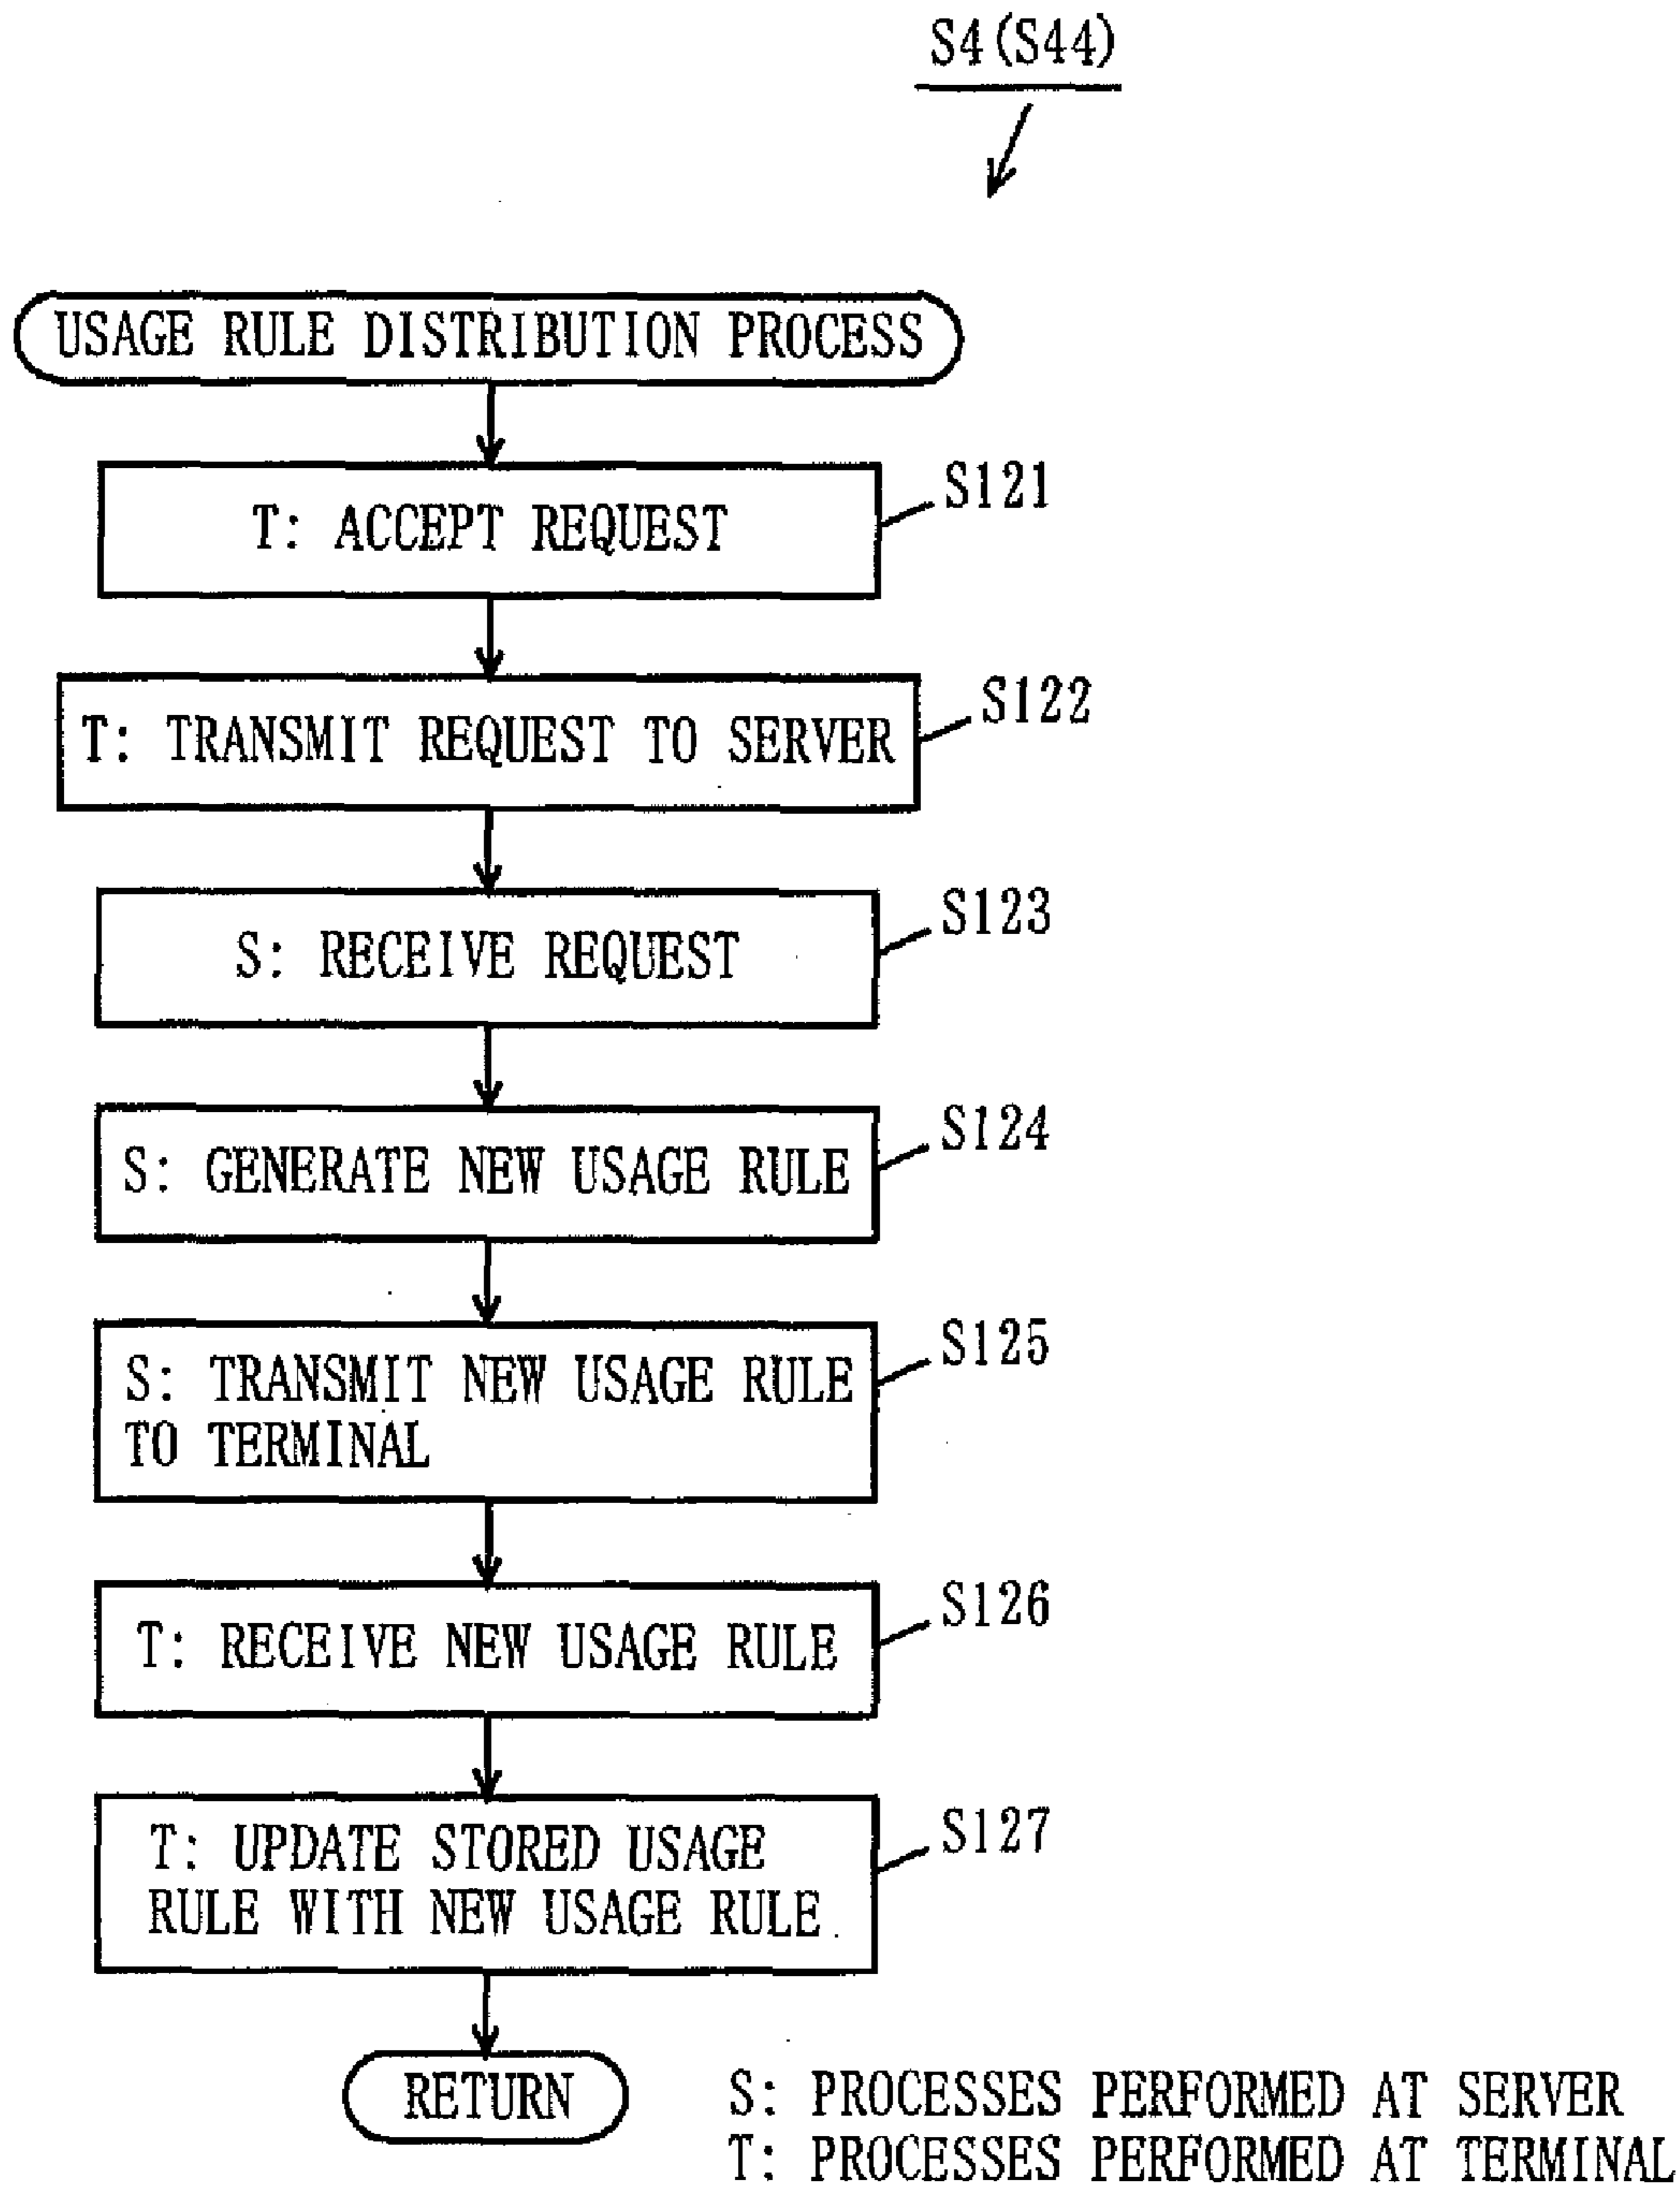 S4(S44)
USAGE RULE DISTRIBUTION PROCESS
S121
T: ACCEPT REQUEST
S122
T: TRANSMIT REQUEST TO SERVER
S123
S: RECEIVE REQUEST
S124
S: GENERATE NEW USAGE RULE
S125
S: TRANSMIT NEW USAGE RULE
TO TERMINAL
S126
T: RECEIVE NEW USAGE RULE
S127
T: UPDATE STORED USAGE
RULE WITH NEW USAGE RULE
RETURN
S: PROCESSES PERFORMED AT SERVER
T: PROCESSES PERFORMED AT TERMINAL